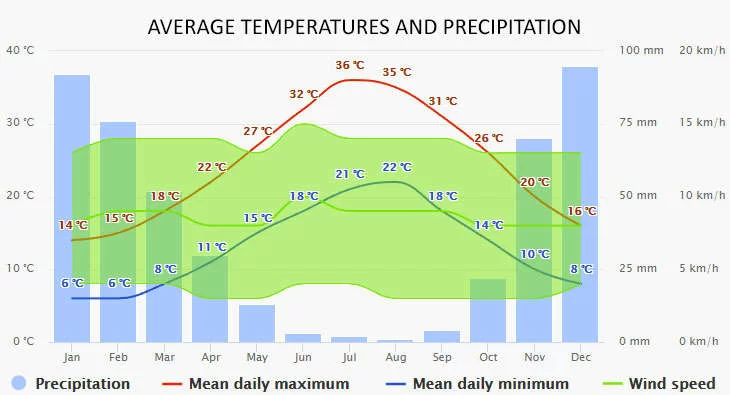 AVERAGE TEMPERATURES AND PRECIPITATION
40 °C 100 mm 20 km/h
36 °C
35 °C
32 °C
31 °C
30 °C 75 mm 15 km/h
27 °C
26 °C
22 °C
21 °C 22 °C
20 °C
20 °C 50 mm 10 km/h
18 °C 18 °C 18 °C
14 °C 15 °C 15 °C 14 °C 16 °C
11 °C 10 °C
10 °C 25 mm 5 km/h
6 °C 6 °C 8 °C 8 °C
0 °C 0 mm 0 km/h
Jan Feb Mar Apr May Jun Jul Aug Sep Oct Nov Dec
Precipitation Mean daily maximum Mean daily minimum Wind speed